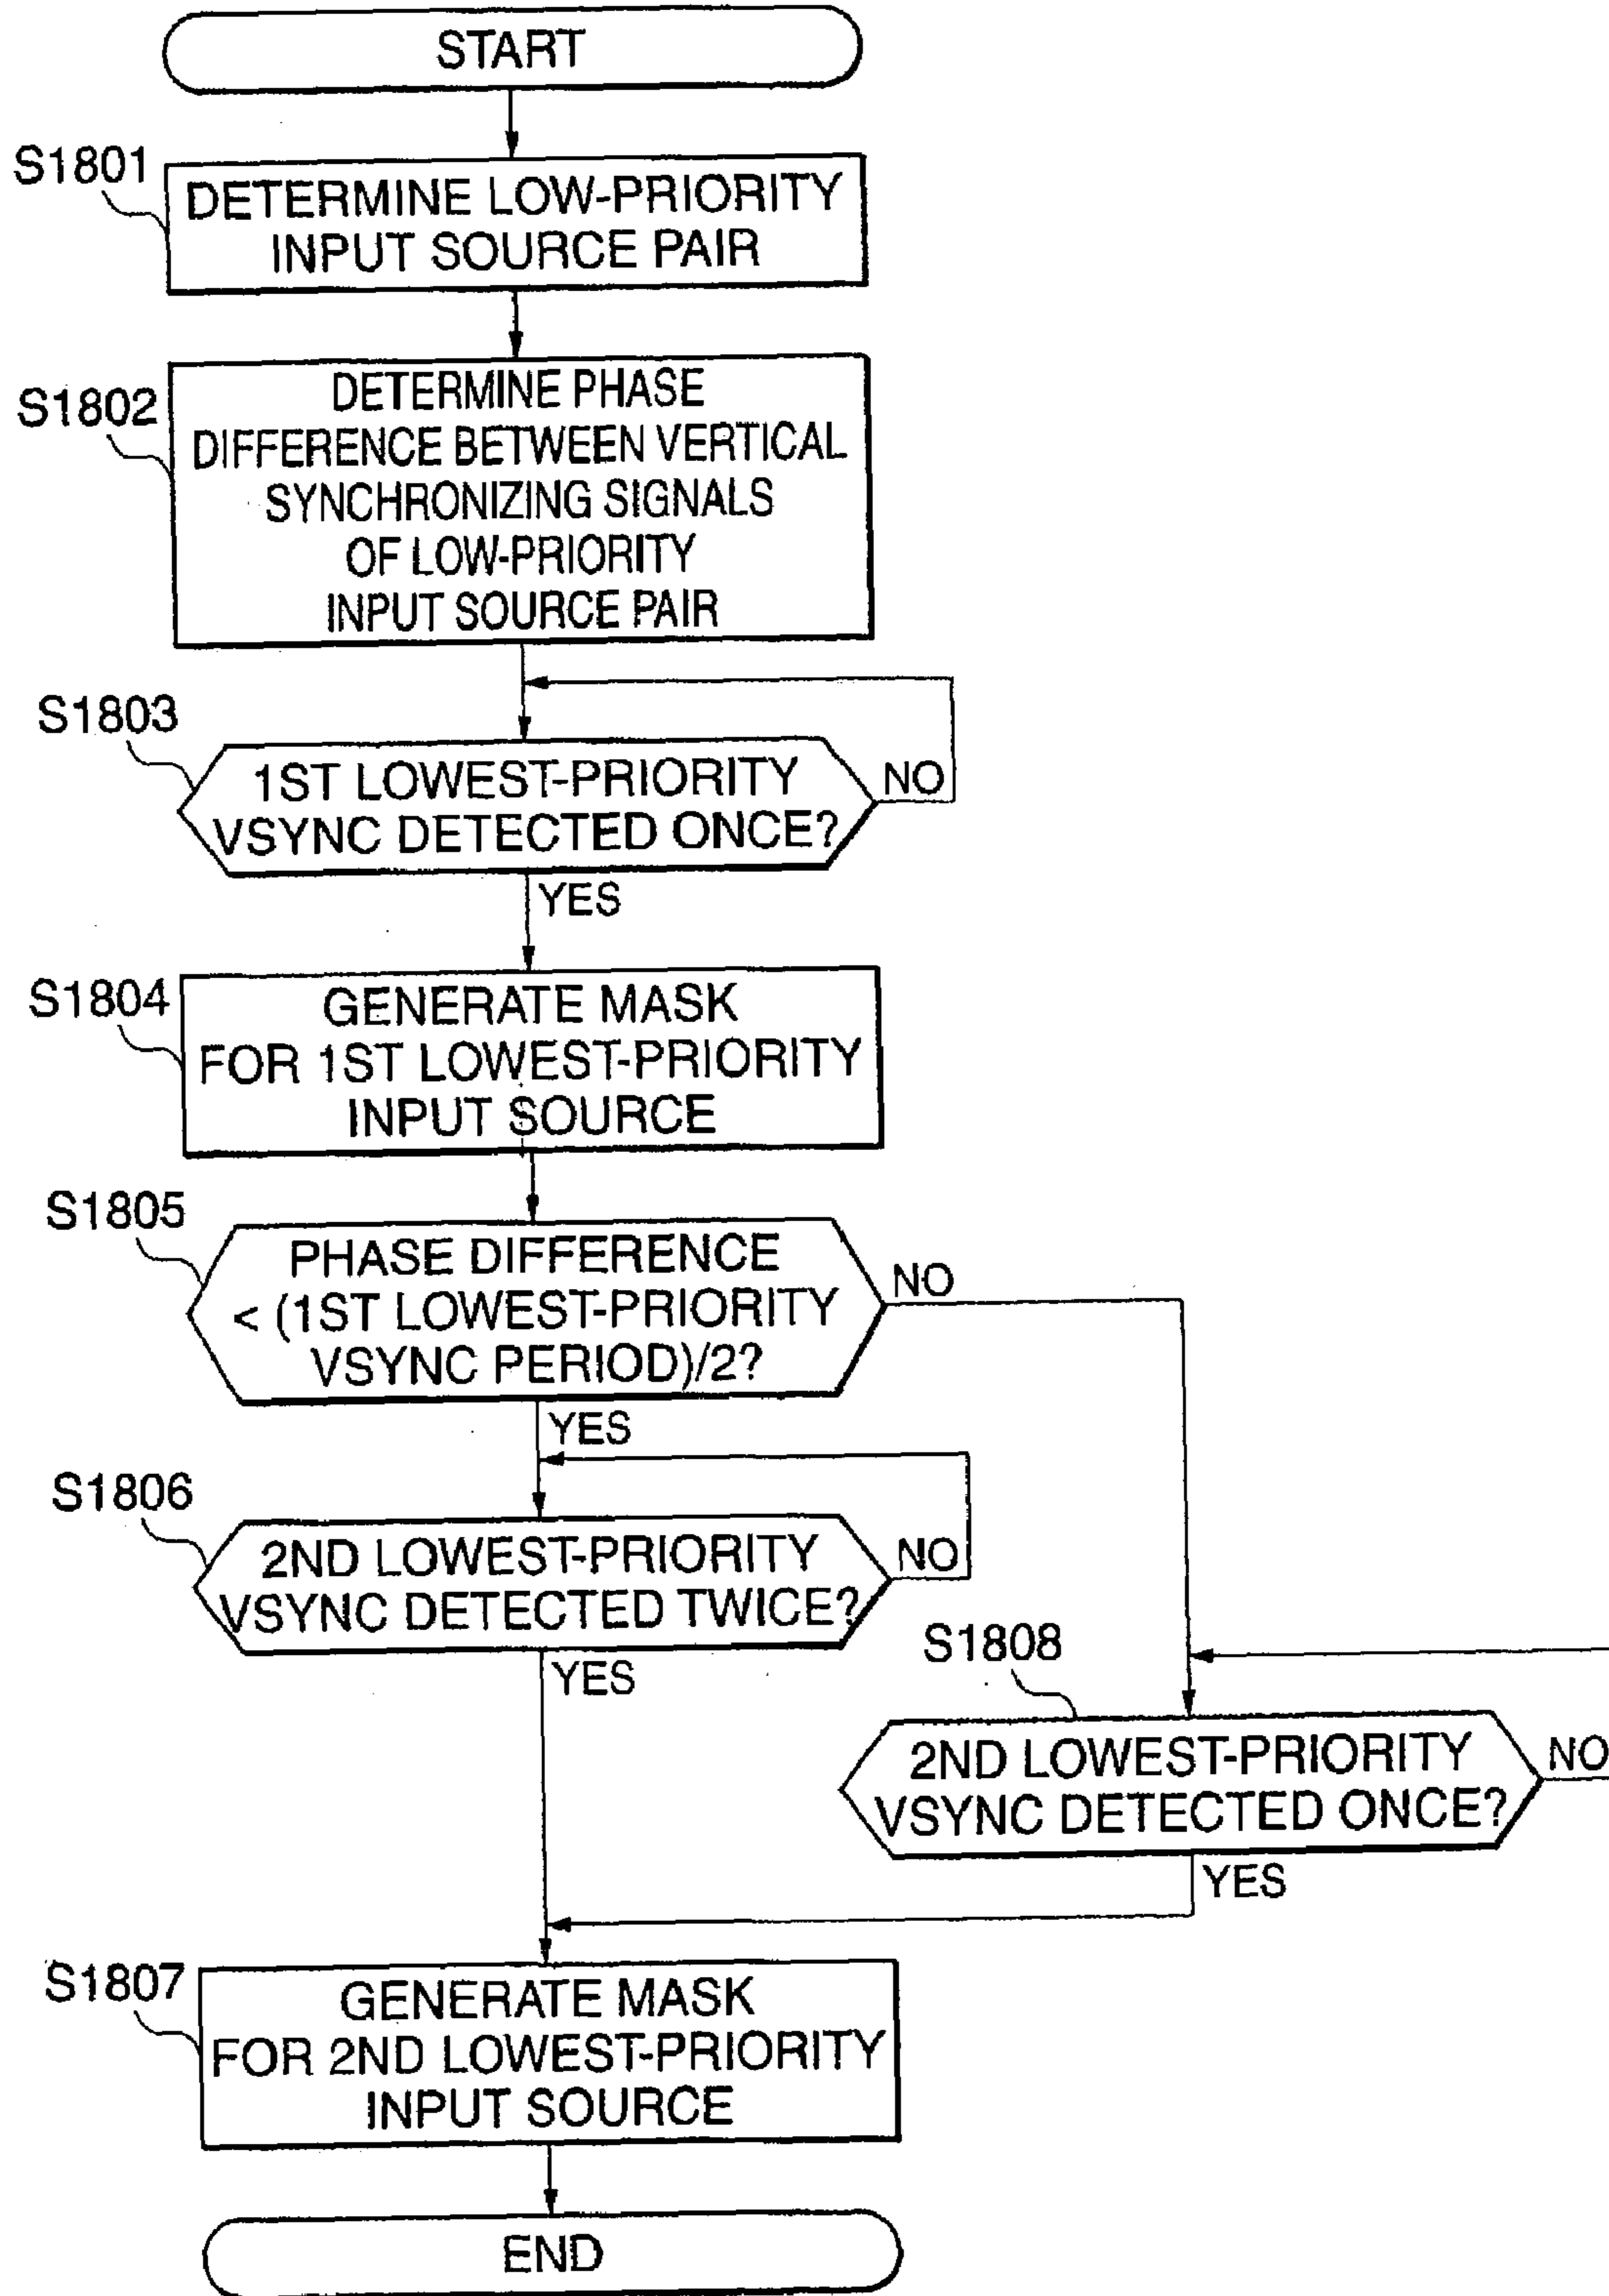 START
S1801
DETERMINE LOW-PRIORITY
INPUT SOURCE PAIR
S1802
DETERMINE PHASE
DIFFERENCE BETWEEN VERTICAL
SYNCHRONIZING SIGNALS
OF LOW-PRIORITY
INPUT SOURCE PAIR
S1803
1ST LOWEST-PRIORITY
VSYNC DETECTED ONCE?
NO
YES
S1804
GENERATE MASK
FOR 1ST LOWEST-PRIORITY
INPUT SOURCE
S1805
PHASE DIFFERENCE
< (1ST LOWEST-PRIORITY
VSYNC PERIOD)/2?
NO
YES
S1806
2ND LOWEST-PRIORITY
VSYNC DETECTED TWICE?
NO
YES
S1808
2ND LOWEST-PRIORITY
VSYNC DETECTED ONCE?
NO
YES
S1807
GENERATE MASK
FOR 2ND LOWEST-PRIORITY
INPUT SOURCE
END